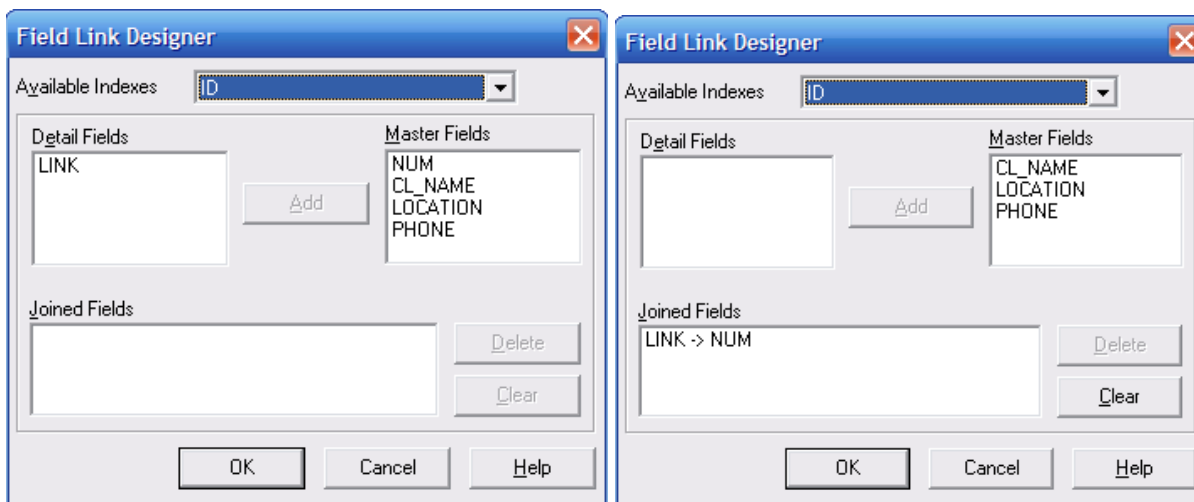 Field Link Designer
Available Indexes ID
Detail Fields
Master Fields
LINK
NUM
CL_NAME
LOCATION
PHONE
Add
Joined Fields
Delete
Clear
OK Cancel Help
Field Link Designer
Available Indexes ID
Detail Fields
Master Fields
CL_NAME
LOCATION
PHONE
Add
Joined Fields
LINK -> NUM
Delete
Clear
OK Cancel Help